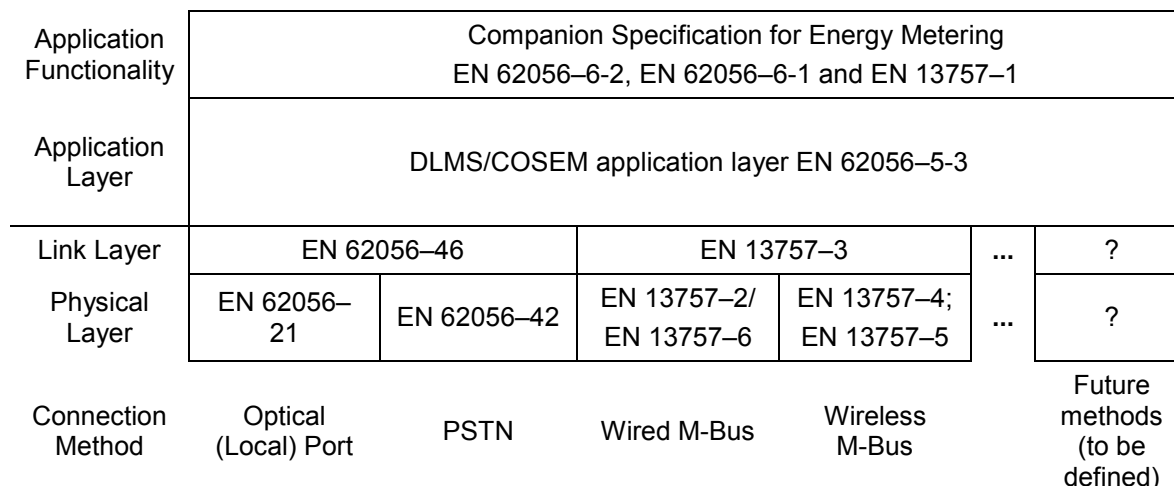 Application
Functionality
Companion Specification for Energy Metering
EN 62056–6-2, EN 62056–6-1 and EN 13757–1
Application
Layer
DLMS/COSEM application layer EN 62056–5-3
Link Layer
EN 62056–46
EN 13757–3
...
?
Physical
Layer
EN 62056–
21
EN 62056–42
EN 13757–2/
EN 13757–6
EN 13757–4;
EN 13757–5
...
?
Connection
Method
Optical
(Local) Port
PSTN
Wired M-Bus
Wireless
M-Bus
Future
methods
(to be
defined)